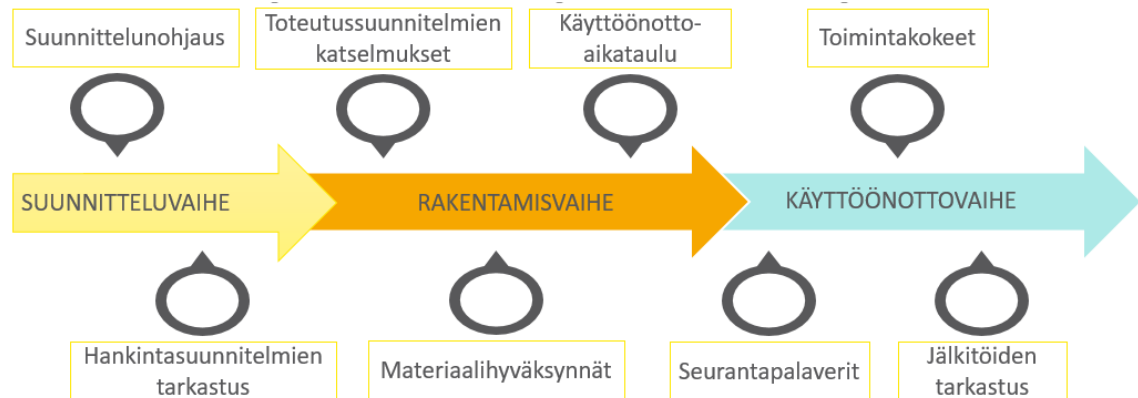 Suunnittelunohjaus
Toteutussuunnitelmien
katselmukset
Käyttöönotto-
aikataulu
Toimintakokeet
SUUNNITTELUVAIHE
RAKENTAMISVAIHE
KÄYTTÖÖNOTTOVAIHE
Hankintasuunnitelmien
tarkastus
Materiaalihyväksynnät
Seurantapalaverit
Jälkitöiden
tarkastus